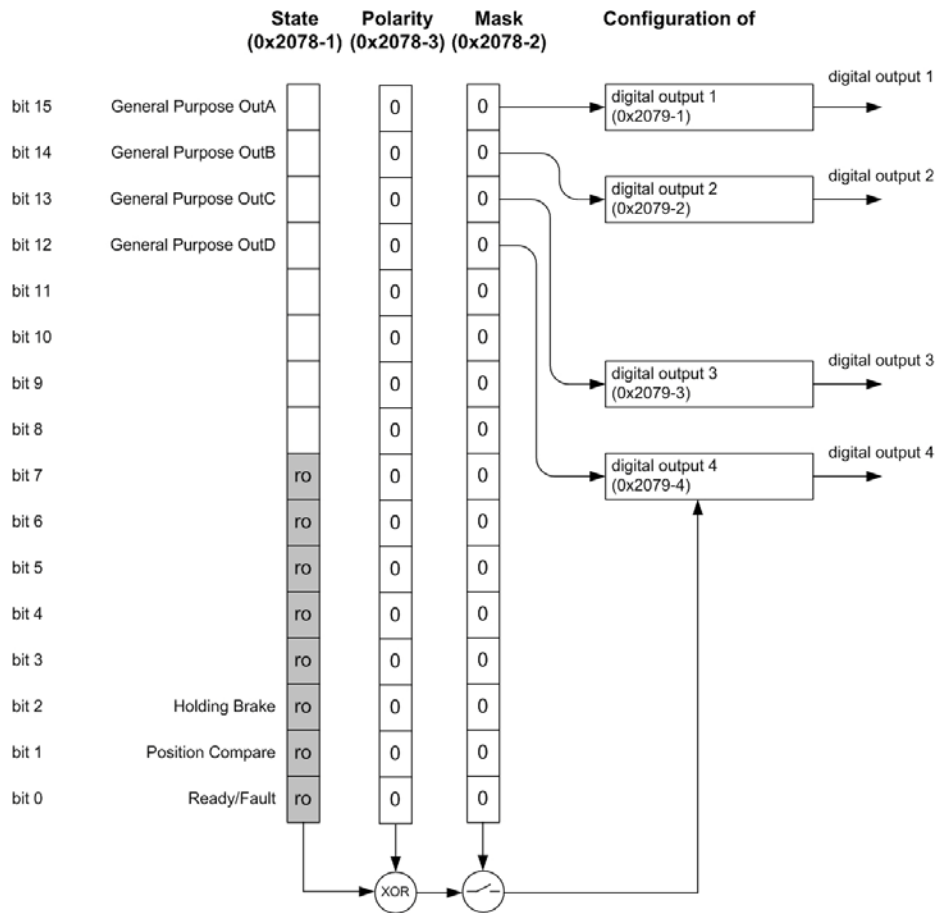 State Polarity Mask Configuration of
(0x2078-1) (0x2078-3) (0x2078-2)
digital output 1
bit 15 General Purpose OutA 0 0 digital output 1
(0x2079-1)
bit 14 General Purpose OutB 0 0
digital output 2
bit 13 General Purpose OutC 0 0 digital output 2
(0x2079-2)
bit 12 General Purpose OutD 0 0
bit 11 0 0
bit 10 0 0
digital output 3
bit 9 0 0 digital output 3
(0x2079-3)
bit 8 0 0
digital output 4
bit 7 ro 0 0 digital output 4
(0x2079-4)
bit 6 ro 0 0
bit 5 ro 0 0
bit 4 ro 0 0
bit 3 ro 0 0
bit 2 Holding Brake ro 0 0
bit 1 Position Compare ro 0 0
bit 0 Ready/Fault ro 0 0
XOR